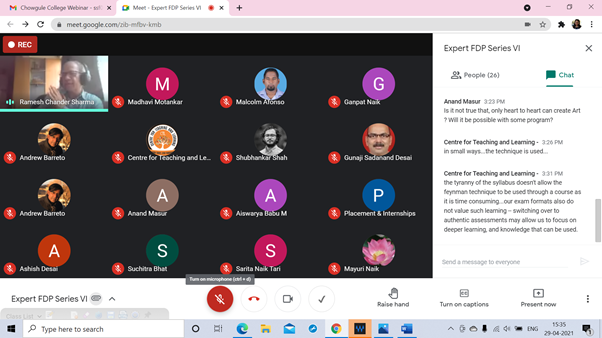 Chowgule College Webinar - sof
Meet - Expert FDP Series VI
meet.google.com/zib-mfbv-kmb
REC
Expert FDP Series VI
People (26)
Chat
Ramesh Chander Sharma
Madhavi Motankar
Malcolm Afonso
Ganpat Naik
Andrew Barreto
Centre for Teaching and Le...
Shubhankar Shah
Gunaji Sadanand Desai
Andrew Barreto
Anand Masur
Aiswarya Babu M
Placement & Internships
Ashish Desai
Suchitra Bhat
Sarita Naik Tari
Mayuri Naik
M
G
A
A
P
A
S
S
Anand Masur 3:23 PM
Is it not true that, only heart to heart can create Art
? Will it be possible with some program?
Centre for Teaching and Learning - 3:26 PM
in small ways...the technique is used...
Centre for Teaching and Learning - 3:31 PM
the tyranny of the syllabus doesn't allow the
feynman technique to be used through a course as
it is time consuming...our exam formats also do
not value such learning -- switching over to
authentic assessments may allow us to focus on
deeper learning, and knowledge that can be used.
Send a message to everyone
Turn on microphone (ctrl + d)
Expert FDP Series VI
Raise hand
Turn on captions
Present now
Class List
Type here to search
ENG
15:35
29-04-2021